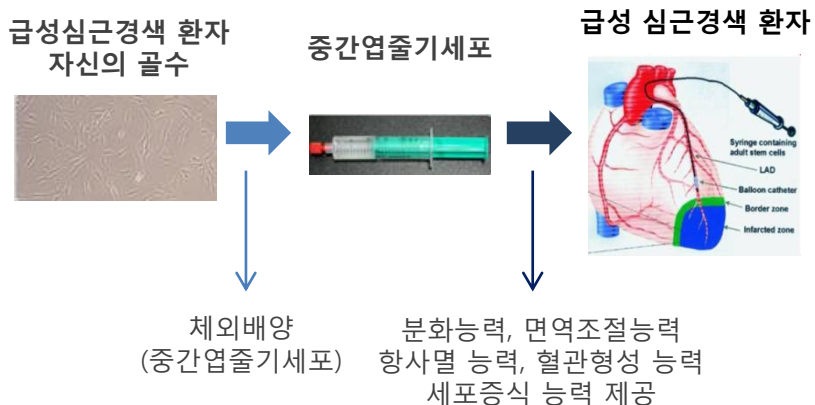 급성심근경색 환자
자신의 골수
중간엽줄기세포
급성 심근경색 환자
Syringe containing
adult stem cells
LAD
Balloon catheter
Border zone
Infarcted zone
체외배양
(중간엽줄기세포)
분화능력, 면역조절능력
항사멸 능력, 혈관형성 능력
세포증식 능력 제공